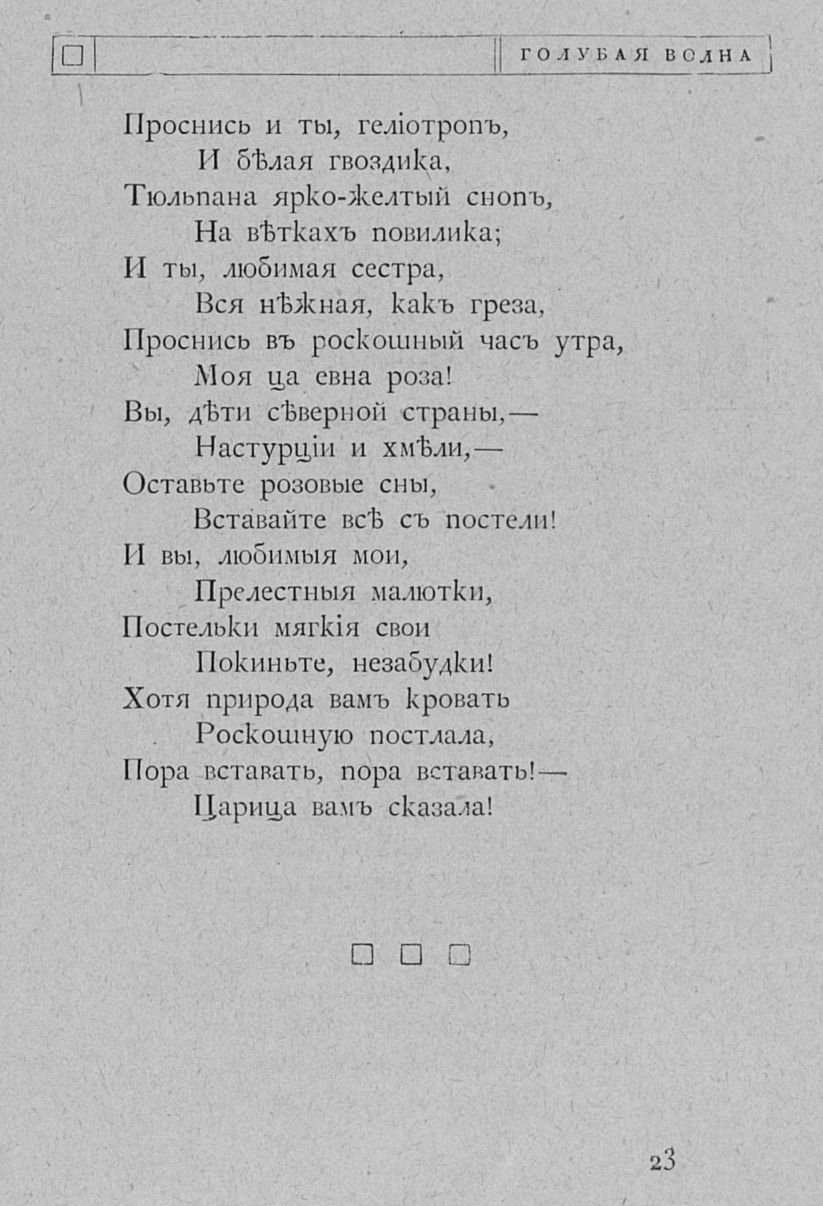 ГОЛУБАЯ ВОЛНА
Проснись и ты, геліотропъ,
И бѣлая гвоздика,
Тюльпана ярко-желтый снопъ,
На вѣткахъ повилика;
И ты, любимая сестра,
Вся нѣжная, какъ греза,
Проснись въ роскошный часъ утра,
Моя ца евна роза!
Вы, дѣти сѣверной страны,—
Настурціи и хмѣли,—
Оставьте розовые сны,
Вставайте всѣ съ постели!
И вы, любимыя мои,
Прелестныя малютки,
Постельки мягкія свои
Покиньте, незабудки!
Хотя природа вамъ кровать
Роскошную постлала,
Пора вставать, пора вставать!—
Царица вамъ сказала!
23